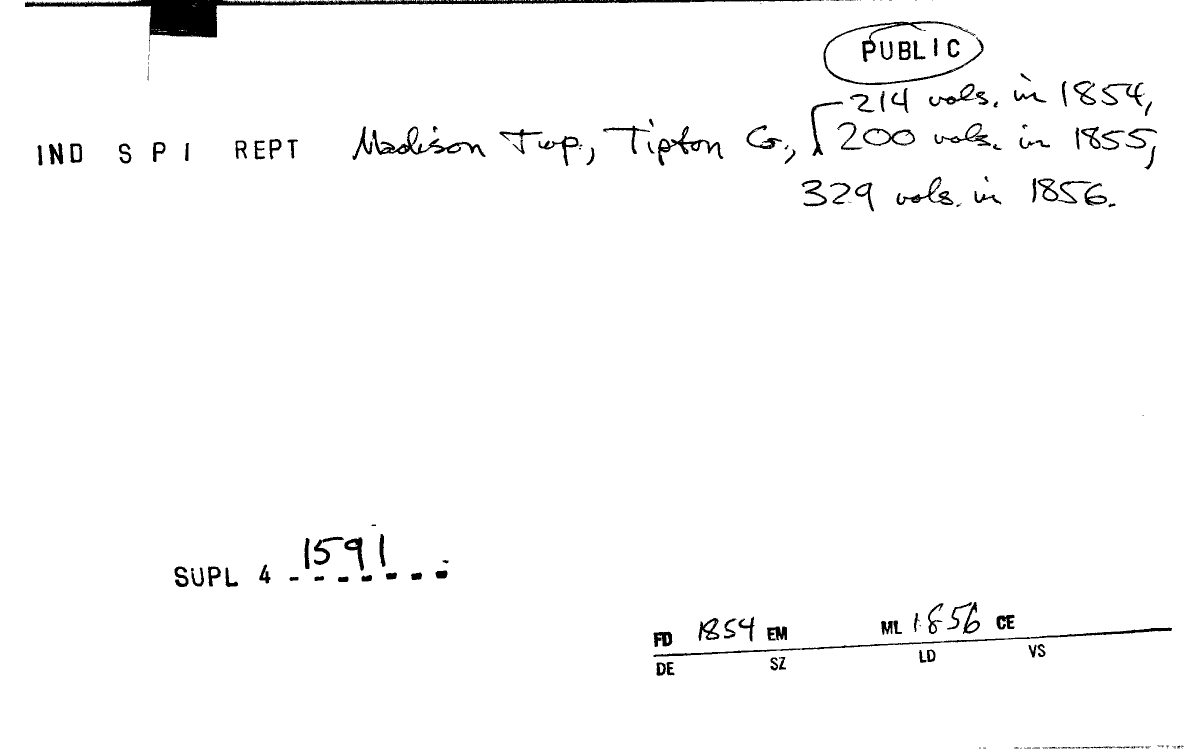 PUBLIC
214 vols. in 1854,
IND S P I REPT Madison Twp., Tipton Co., 200 vols. in 1855,
329 vols. in 1856.
SUPL 4 1591
FD 1854 EM ML 1856 CE
DE SZ LD VS